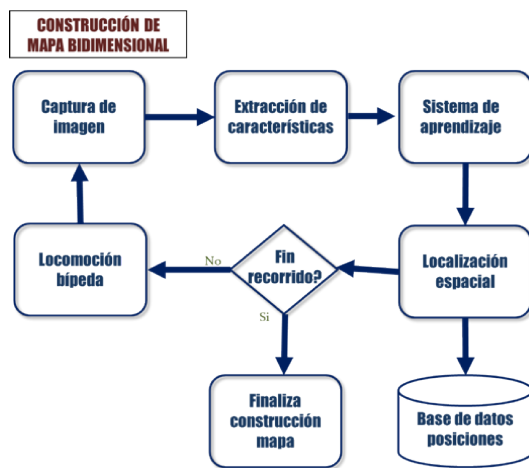 CONSTRUCCIÓN DE
MAPA BIDIMENSIONAL
Captura de
imagen
Extracción de
características
Sistema de
aprendizaje
Locomoción
bípeda
No
Fin
recorrido?
Localización
espacial
Si
Finaliza
construcción
mapa
Base de datos
posiciones